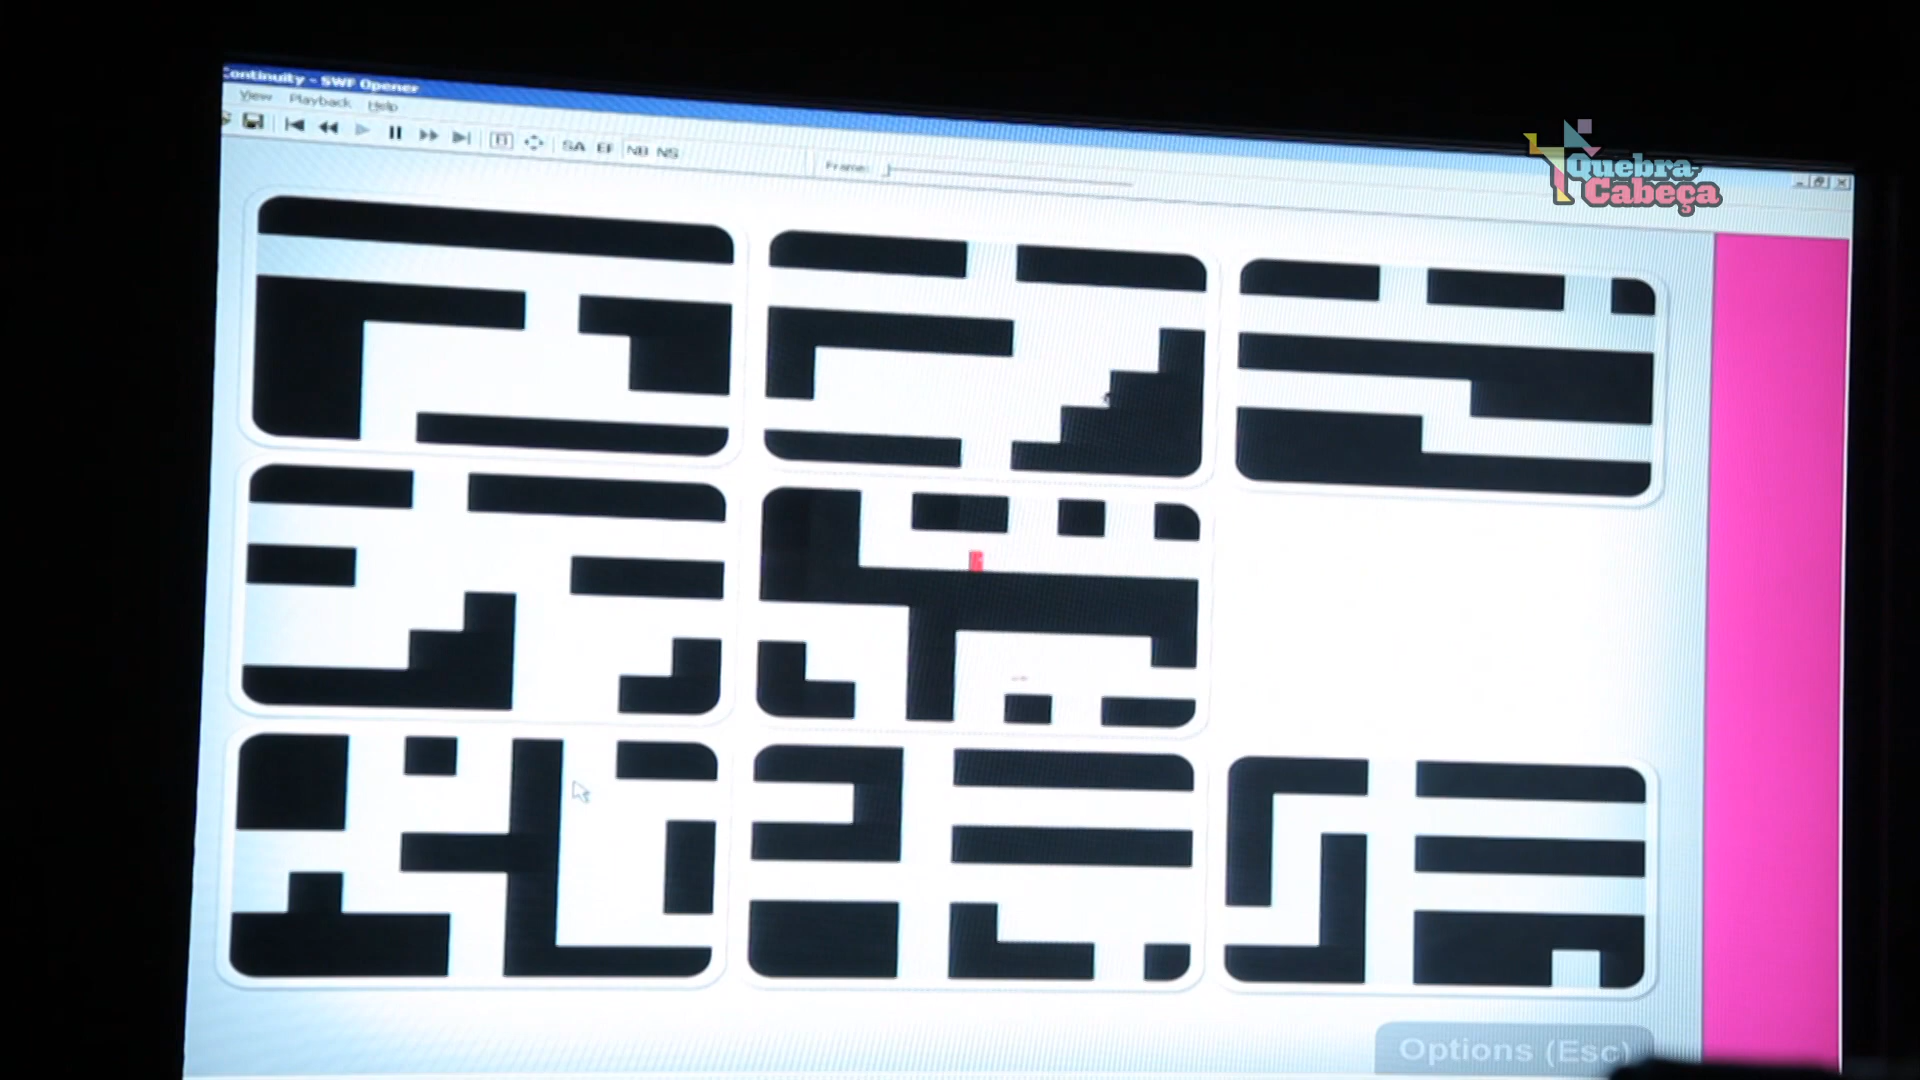 Continuity - SWF Opener
View Playback Help
SA EF NB NS
Frame:
Quebra-
Cabeça
Options (Esc)